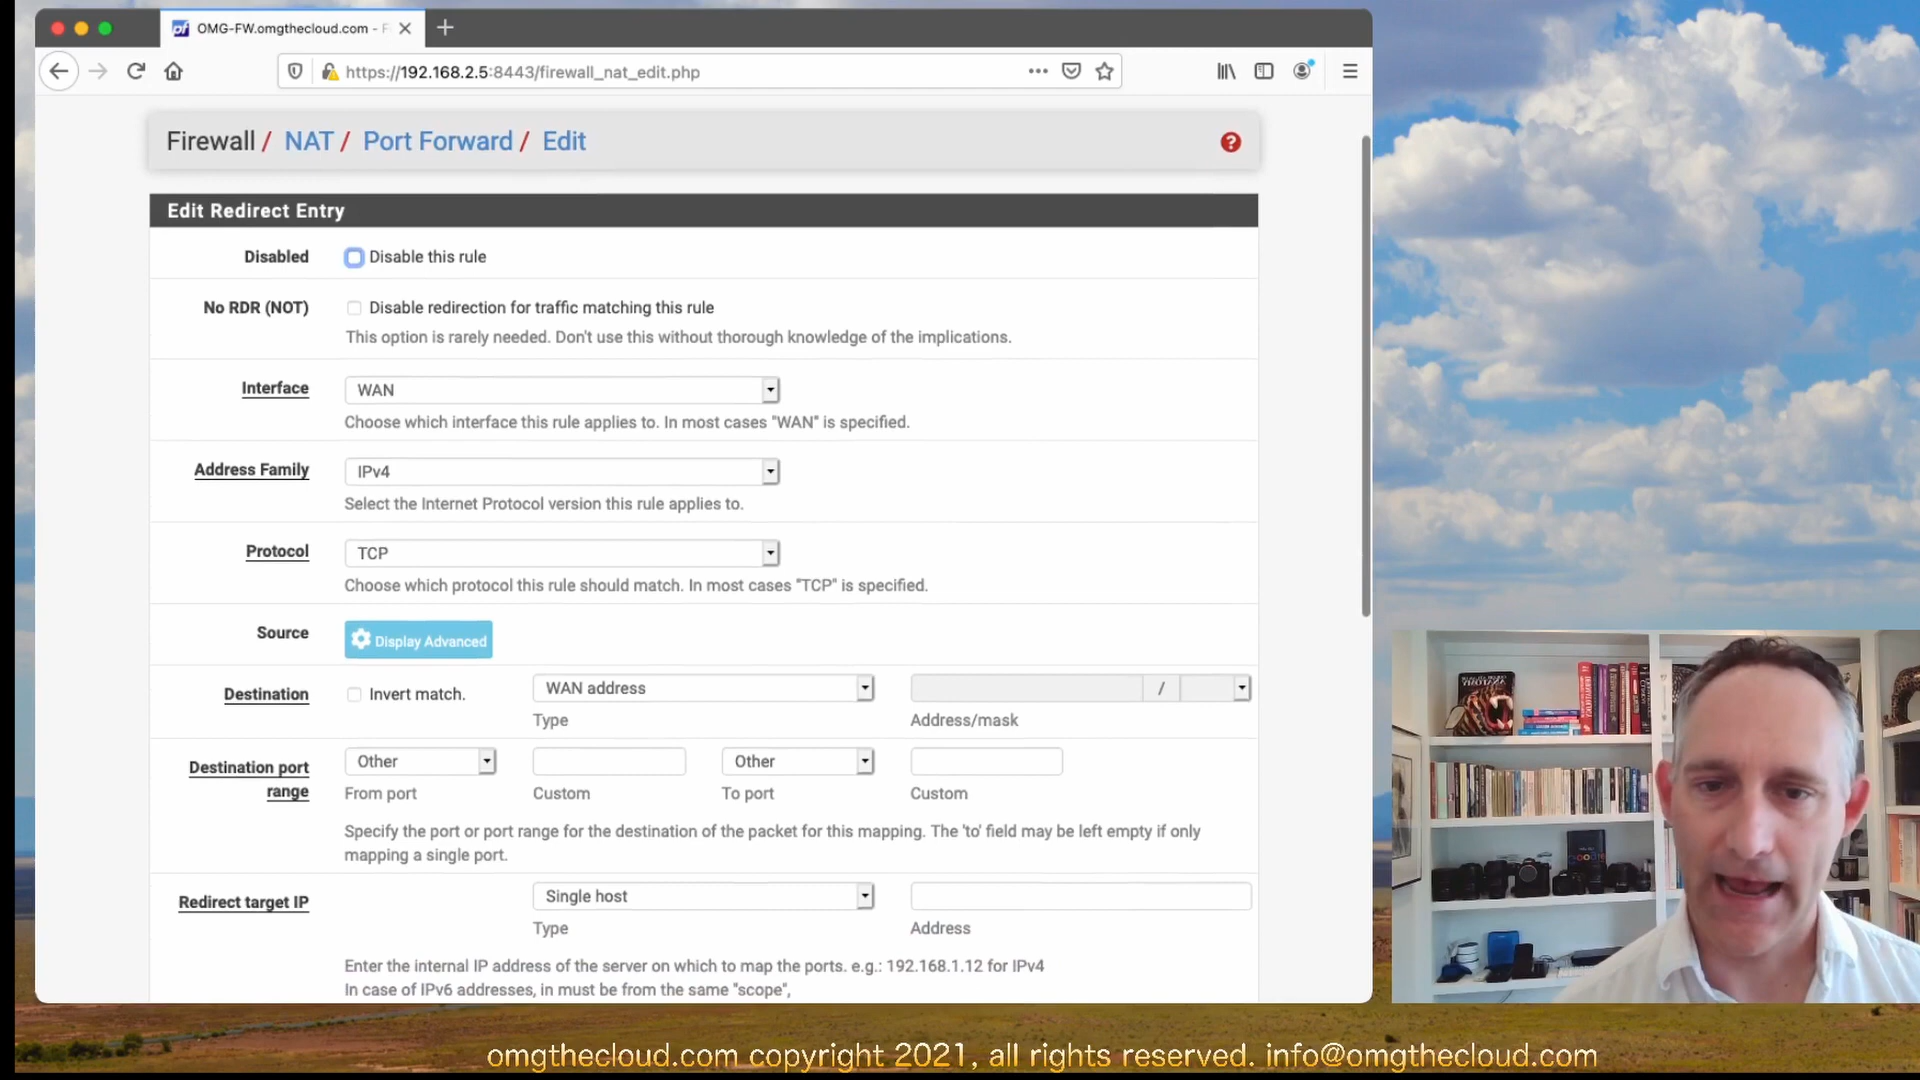 OMG-FW.omgthecloud.com - F
https://192.168.2.5:8443/firewall_nat_edit.php
Firewall / NAT / Port Forward / Edit
Edit Redirect Entry
Disabled Disable this rule
No RDR (NOT) Disable redirection for traffic matching this rule
This option is rarely needed. Don't use this without thorough knowledge of the implications.
Interface WAN
Choose which interface this rule applies to. In most cases "WAN" is specified.
Address Family IPv4
Select the Internet Protocol version this rule applies to.
Protocol TCP
Choose which protocol this rule should match. In most cases "TCP" is specified.
Source Display Advanced
Destination Invert match. WAN address /
Type Address/mask
Destination port range Other Other
From port Custom To port Custom
Specify the port or port range for the destination of the packet for this mapping. The 'to' field may be left empty if only
mapping a single port.
Redirect target IP Single host
Type Address
Enter the internal IP address of the server on which to map the ports. e.g.: 192.168.1.12 for IPv4
In case of IPv6 addresses, in must be from the same "scope",
omgthecloud.com copyright 2021, all rights reserved. info@omgthecloud.com